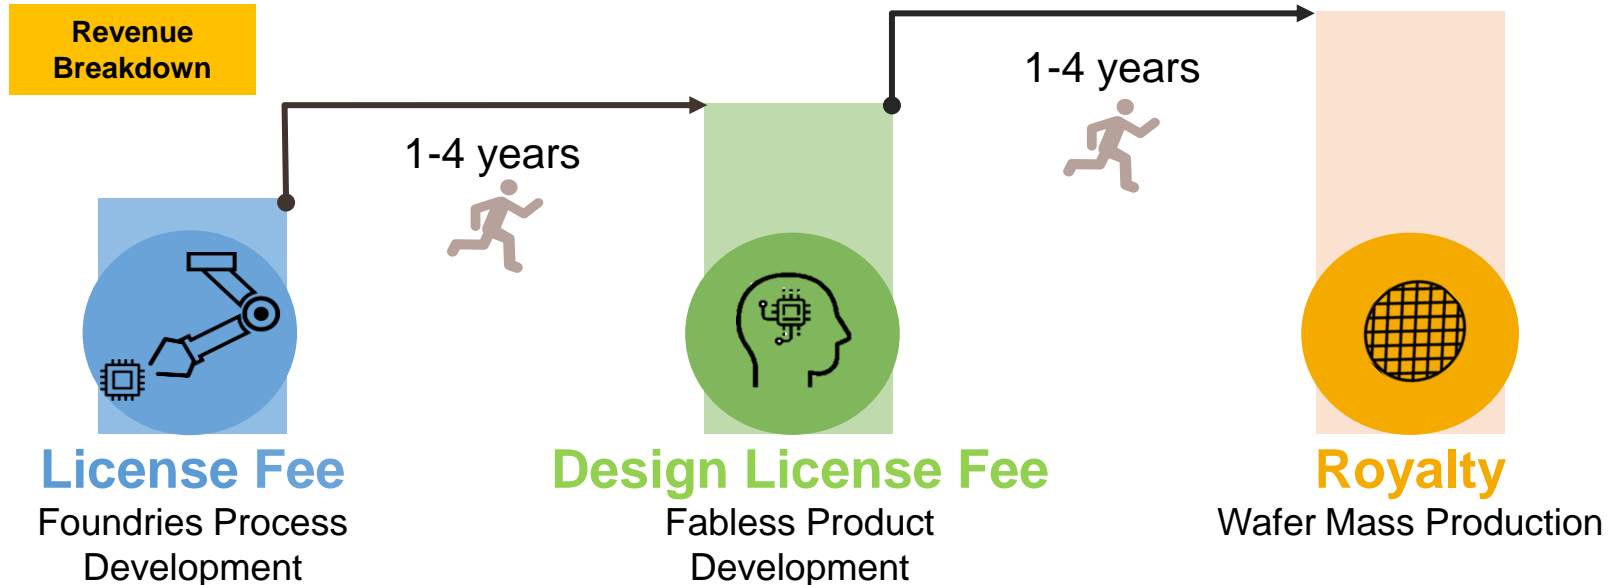 Revenue
Breakdown
1-4 years
1-4 years
License Fee
Foundries Process
Development
Design License Fee
Fabless Product
Development
Royalty
Wafer Mass Production